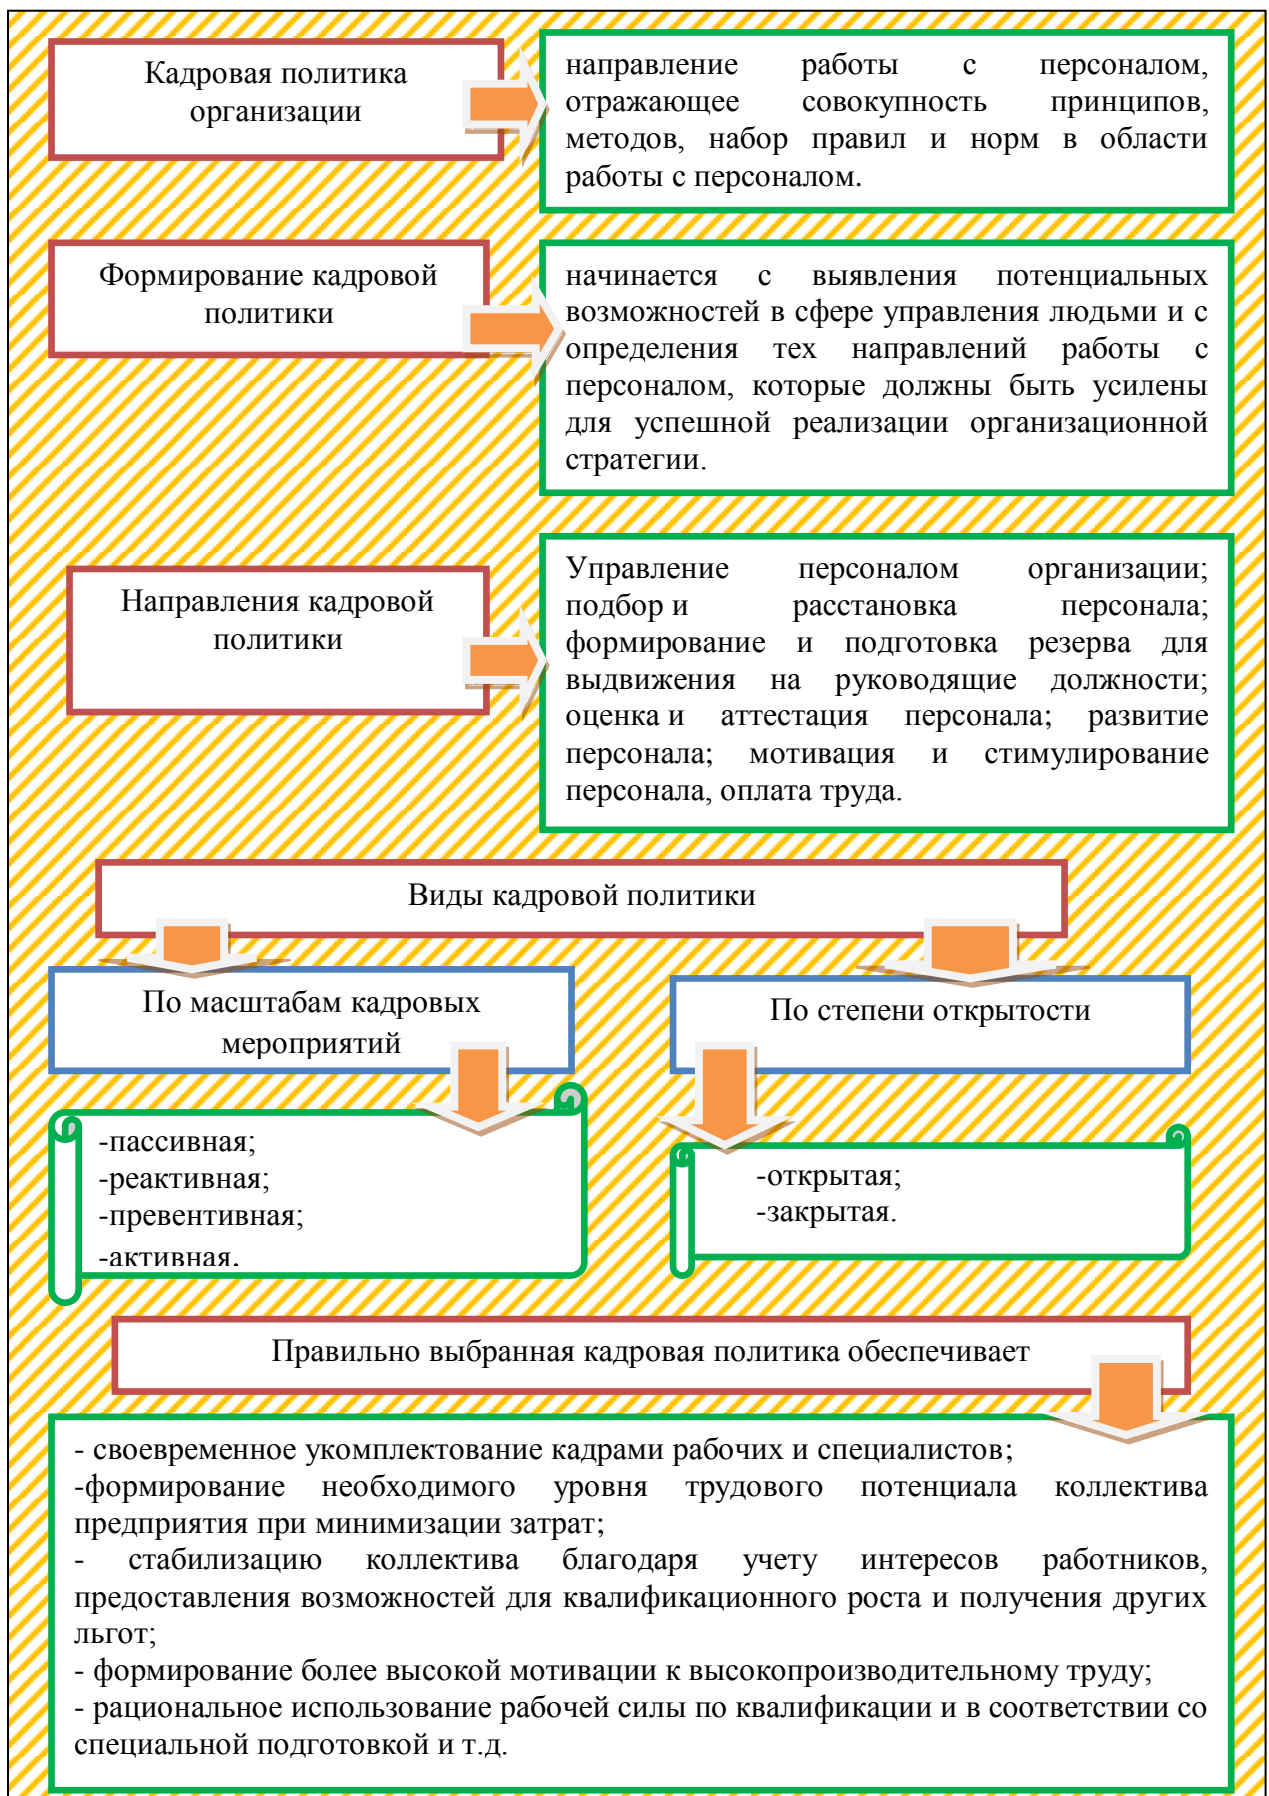 Кадровая политика
организации
направление работы с персоналом,
отражающее совокупность принципов,
методов, набор правил и норм в области
работы с персоналом.
Формирование кадровой
политики
начинается с выявления потенциальных
возможностей в сфере управления людьми и с
определения тех направлений работы с
персоналом, которые должны быть усилены
для успешной реализации организационной
стратегии.
Направления кадровой
политики
Управление персоналом организации;
подбор и расстановка персонала;
формирование и подготовка резерва для
выдвижения на руководящие должности;
оценка и аттестация персонала; развитие
персонала; мотивация и стимулирование
персонала, оплата труда.
Виды кадровой политики
По масштабам кадровых
мероприятий
По степени открытости
-пассивная;
-реактивная;
-превентивная;
-активная.
-открытая;
-закрытая.
Правильно выбранная кадровая политика обеспечивает
- своевременное укомплектование кадрами рабочих и специалистов;
-формирование необходимого уровня трудового потенциала коллектива
предприятия при минимизации затрат;
- стабилизацию коллектива благодаря учету интересов работников,
предоставления возможностей для квалификационного роста и получения других
льгот;
- формирование более высокой мотивации к высокопроизводительному труду;
- рациональное использование рабочей силы по квалификации и в соответствии со
специальной подготовкой и т.д.